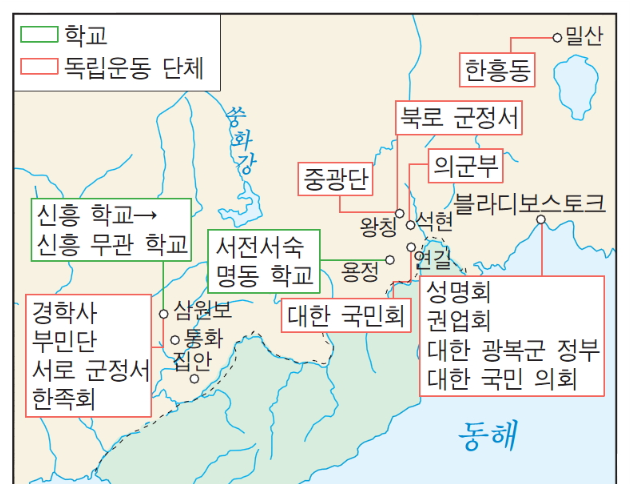 학교
독립운동 단체
밀산
한흥동
쑹화강
북로 군정서
의군부
중광단
블라디보스토크
왕칭
석현
신흥 학교→
신흥 무관 학교
서전서숙
명동 학교
용정
연길
경학사
부민단
서로 군정서
한족회
삼원보
통화
집안
대한 국민회
성명회
권업회
대한 광복군 정부
대한 국민 의회
동해